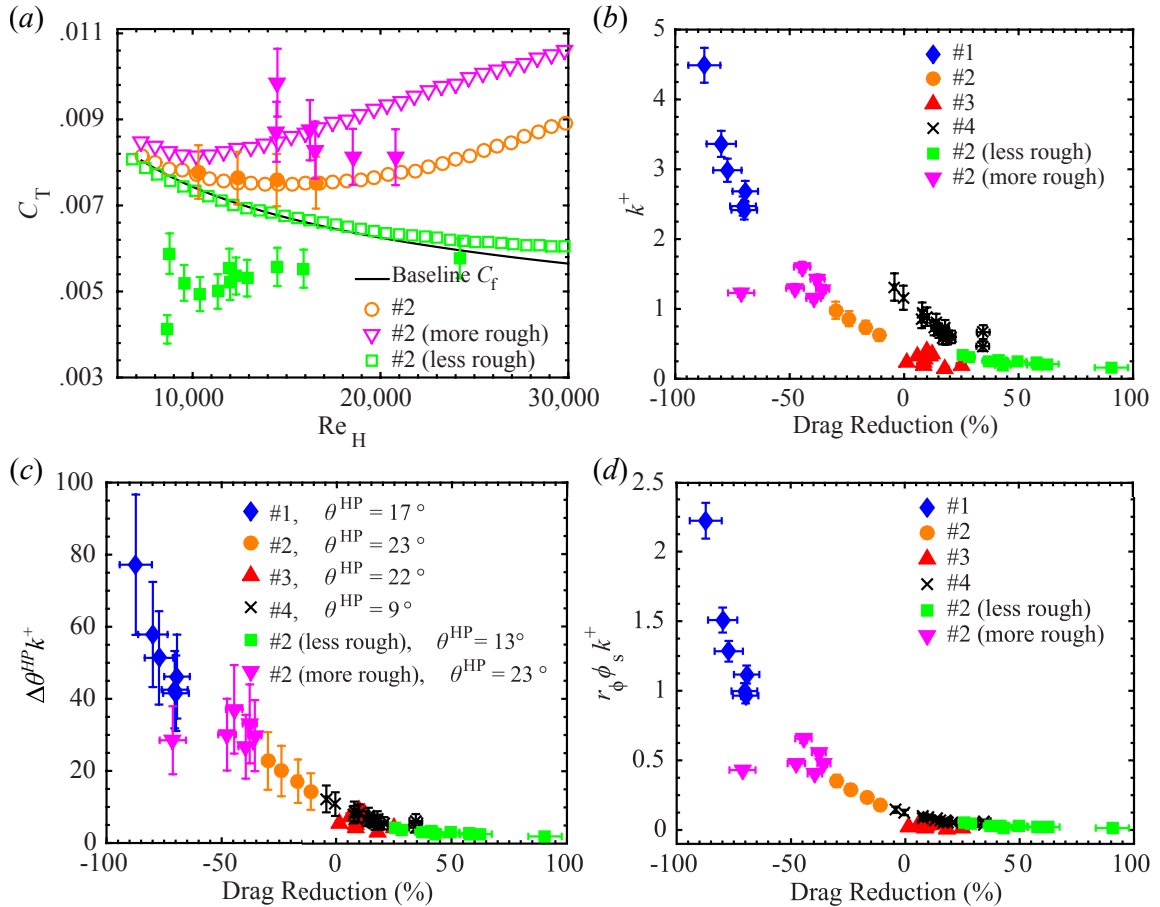 (a)
.011
.009
.007
.005
.003
C_T
10,000
20,000
30,000
Re_H
Baseline C_f
#2
#2 (more rough)
#2 (less rough)
(b)
5
4
3
2
1
0
k^+
-100
-50
0
50
100
Drag Reduction (%)
#1
#2
#3
#4
#2 (less rough)
#2 (more rough)
(c)
100
80
60
40
20
0
Δθ^HP k^+
-100
-50
0
50
100
Drag Reduction (%)
#1, θ^HP = 17 °
#2, θ^HP = 23 °
#3, θ^HP = 22 °
#4, θ^HP = 9 °
#2 (less rough), θ^HP = 13°
#2 (more rough), θ^HP = 23 °
(d)
2.5
2
1.5
1
0.5
0
r_ϕ ϕ_s k^+
-100
-50
0
50
100
Drag Reduction (%)
#1
#2
#3
#4
#2 (less rough)
#2 (more rough)